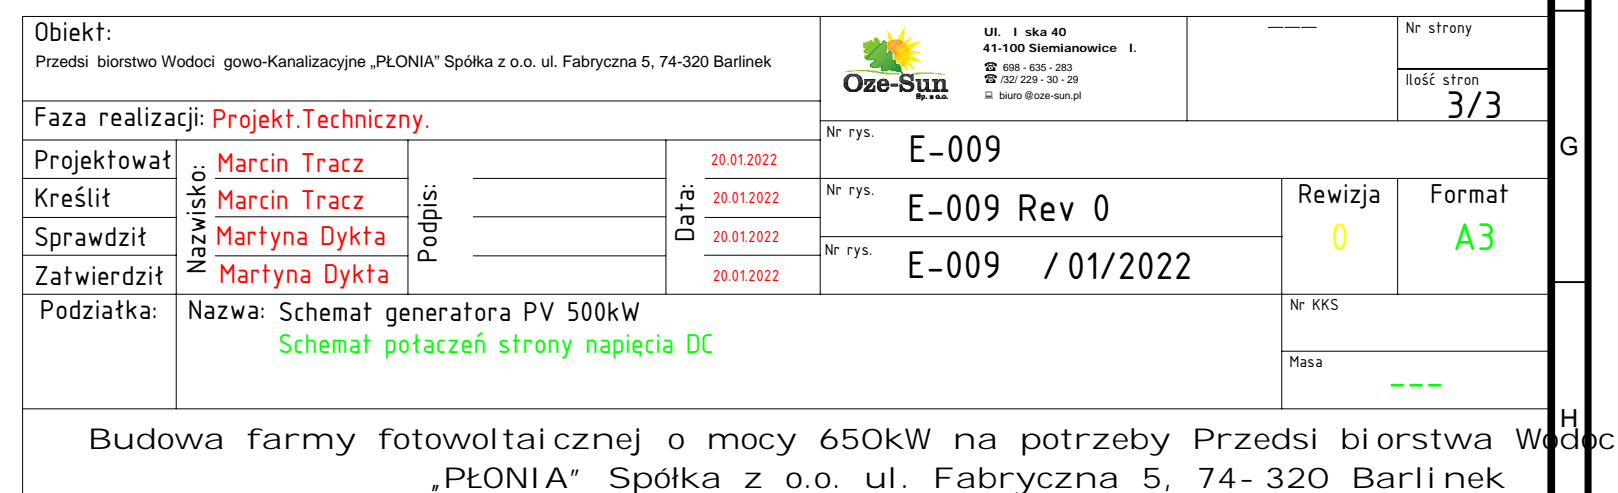 Obiekt:
Przedsi biorstwo Wodoci gowo-Kanalizacyjne „PŁONIA” Spółka z o.o. ul. Fabryczna 5, 74-320 Barlinek
Oze-Sun
Sp. z o.o.
Ul. I ska 40
41-100 Siemianowice l.
☎ 698 - 635 - 283
☎ /32/ 229 - 30 - 29
biuro @oze-sun.pl
———
Nr strony
Ilość stron
3/3
Faza realizacji: Projekt.Techniczny.
Nr rys. E-009
Projektował
Nazwisko:
Marcin Tracz
Podpis:
Data:
20.01.2022
Kreślił
Marcin Tracz
20.01.2022
Nr rys. E-009 Rev 0
Rewizja
0
Format
A3
Sprawdził
Martyna Dykta
20.01.2022
Nr rys. E-009 / 01/2022
Zatwierdził
Martyna Dykta
20.01.2022
Podziałka:
Nazwa: Schemat generatora PV 500kW
Schemat połaczeń strony napięcia DC
Nr KKS
Masa
---
G
H
Budowa farmy fotowoltaicznej o mocy 650kW na potrzeby Przedsi biorstwa Wodoc
„PŁONIA” Spółka z o.o. ul. Fabryczna 5, 74-320 Barlinek